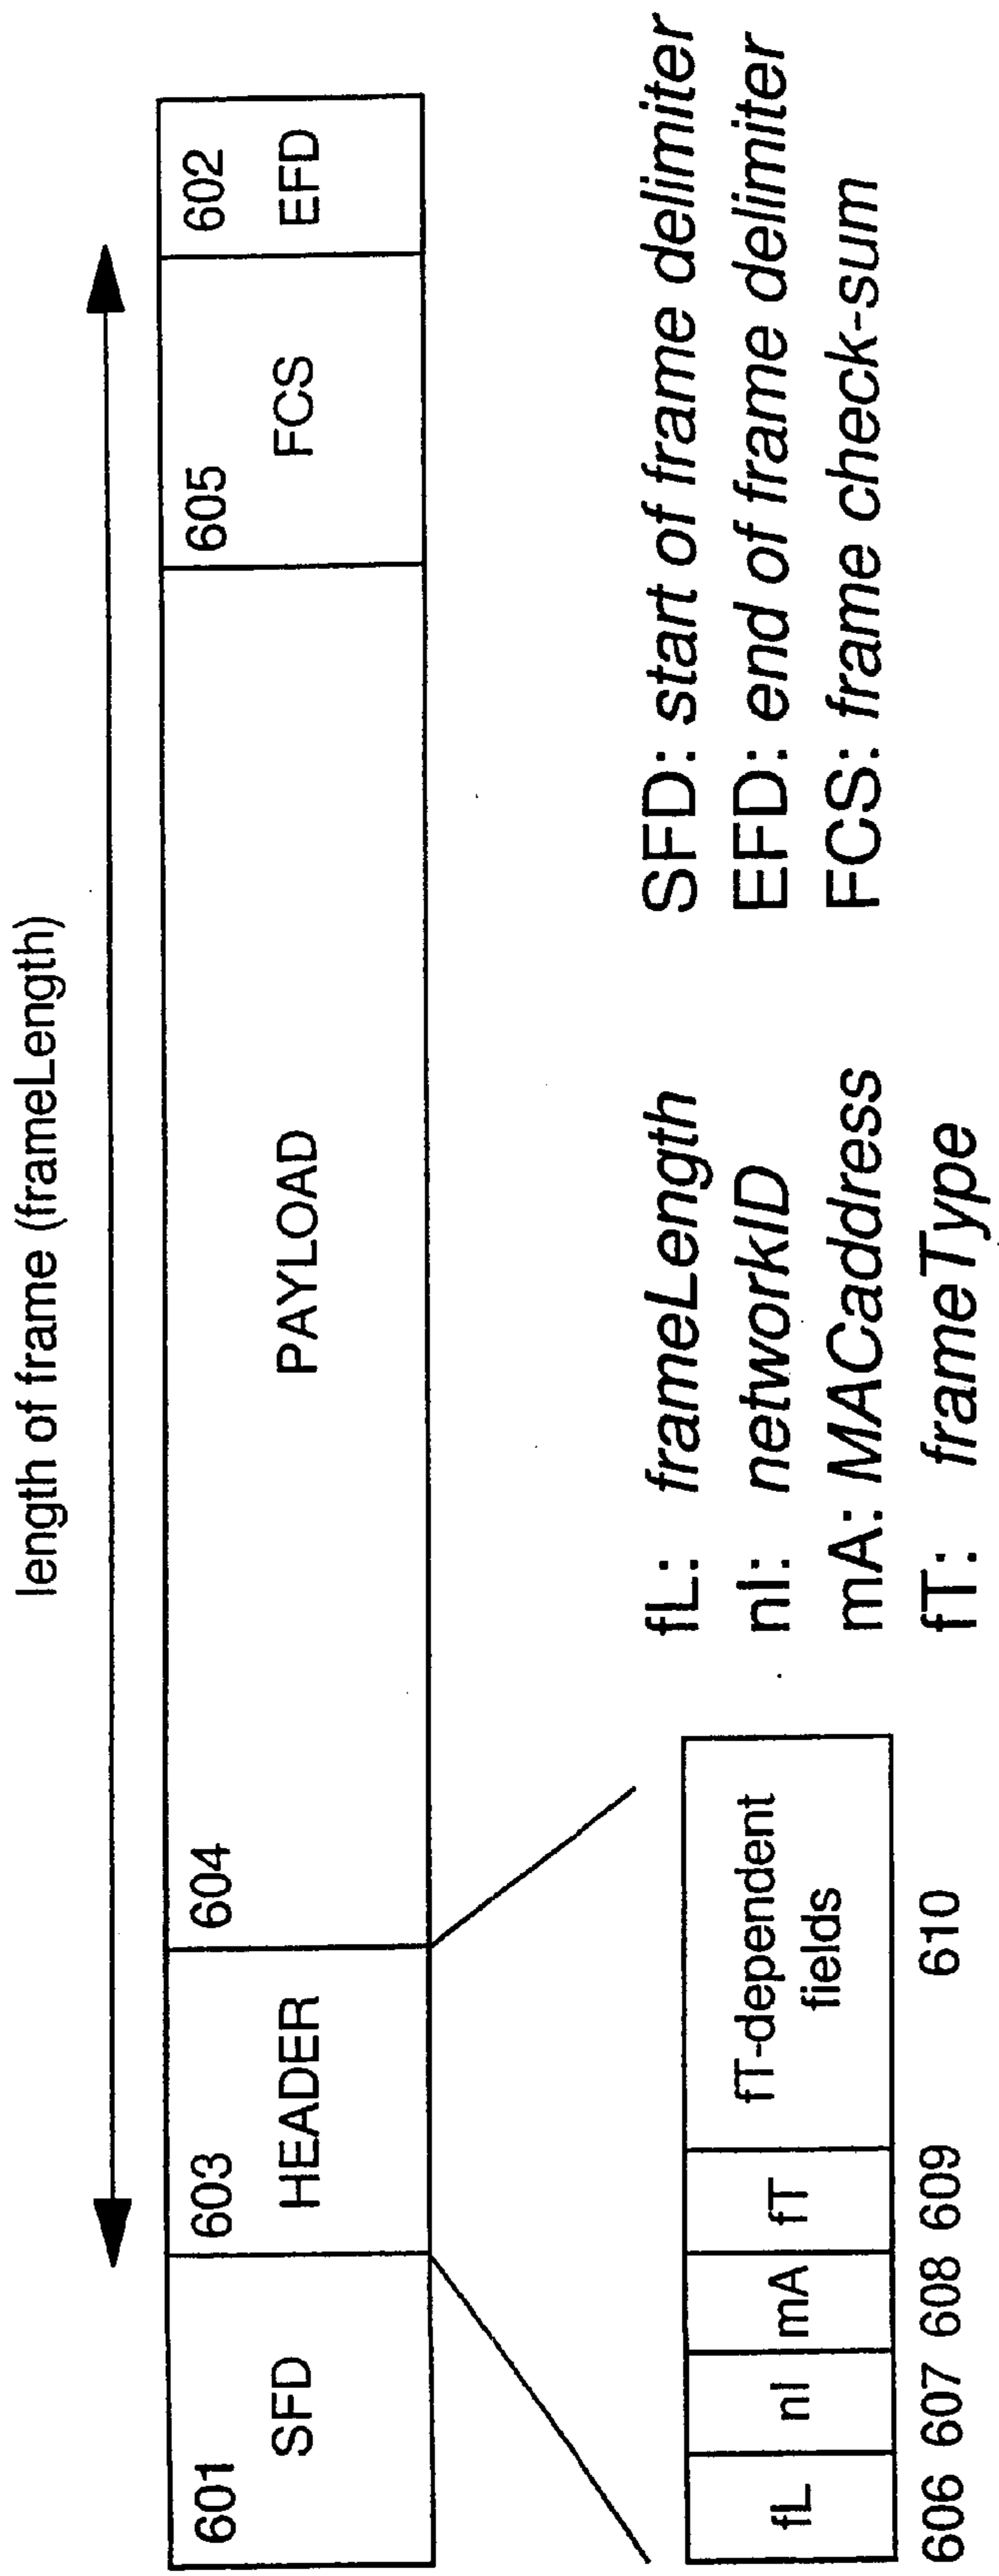 length of frame (frameLength)
601 603 604 605 602
SFD HEADER PAYLOAD FCS EFD
fL nI mA fT fT-dependent
fields
606 607 608 609 610
fL: frameLength
nI: networkID
mA: MACaddress
fT: frameType
SFD: start of frame delimiter
EFD: end of frame delimiter
FCS: frame check-sum